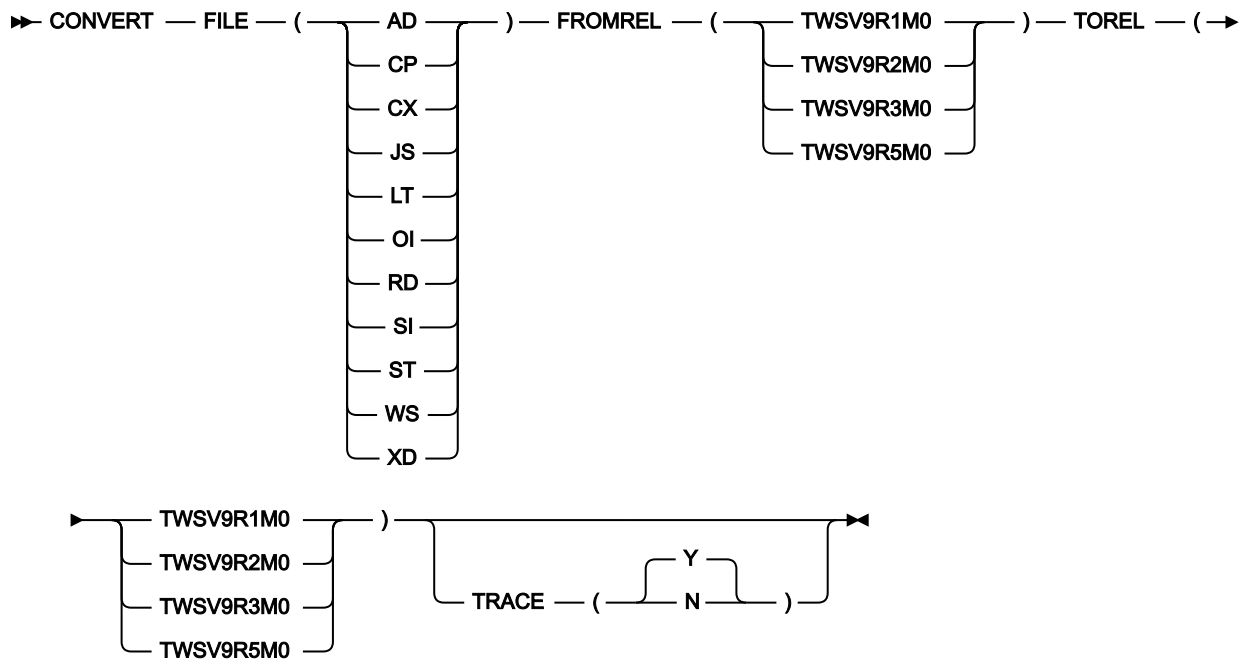 CONVERT FILE ( AD ) FROMREL ( TWSV9R1M0 ) TOREL (
CP TWSV9R2M0
CX TWSV9R3M0
JS TWSV9R5M0
LT
OI
RD
SI
ST
WS
XD
TWSV9R1M0 )
TWSV9R2M0 Y
TWSV9R3M0 TRACE ( N )
TWSV9R5M0